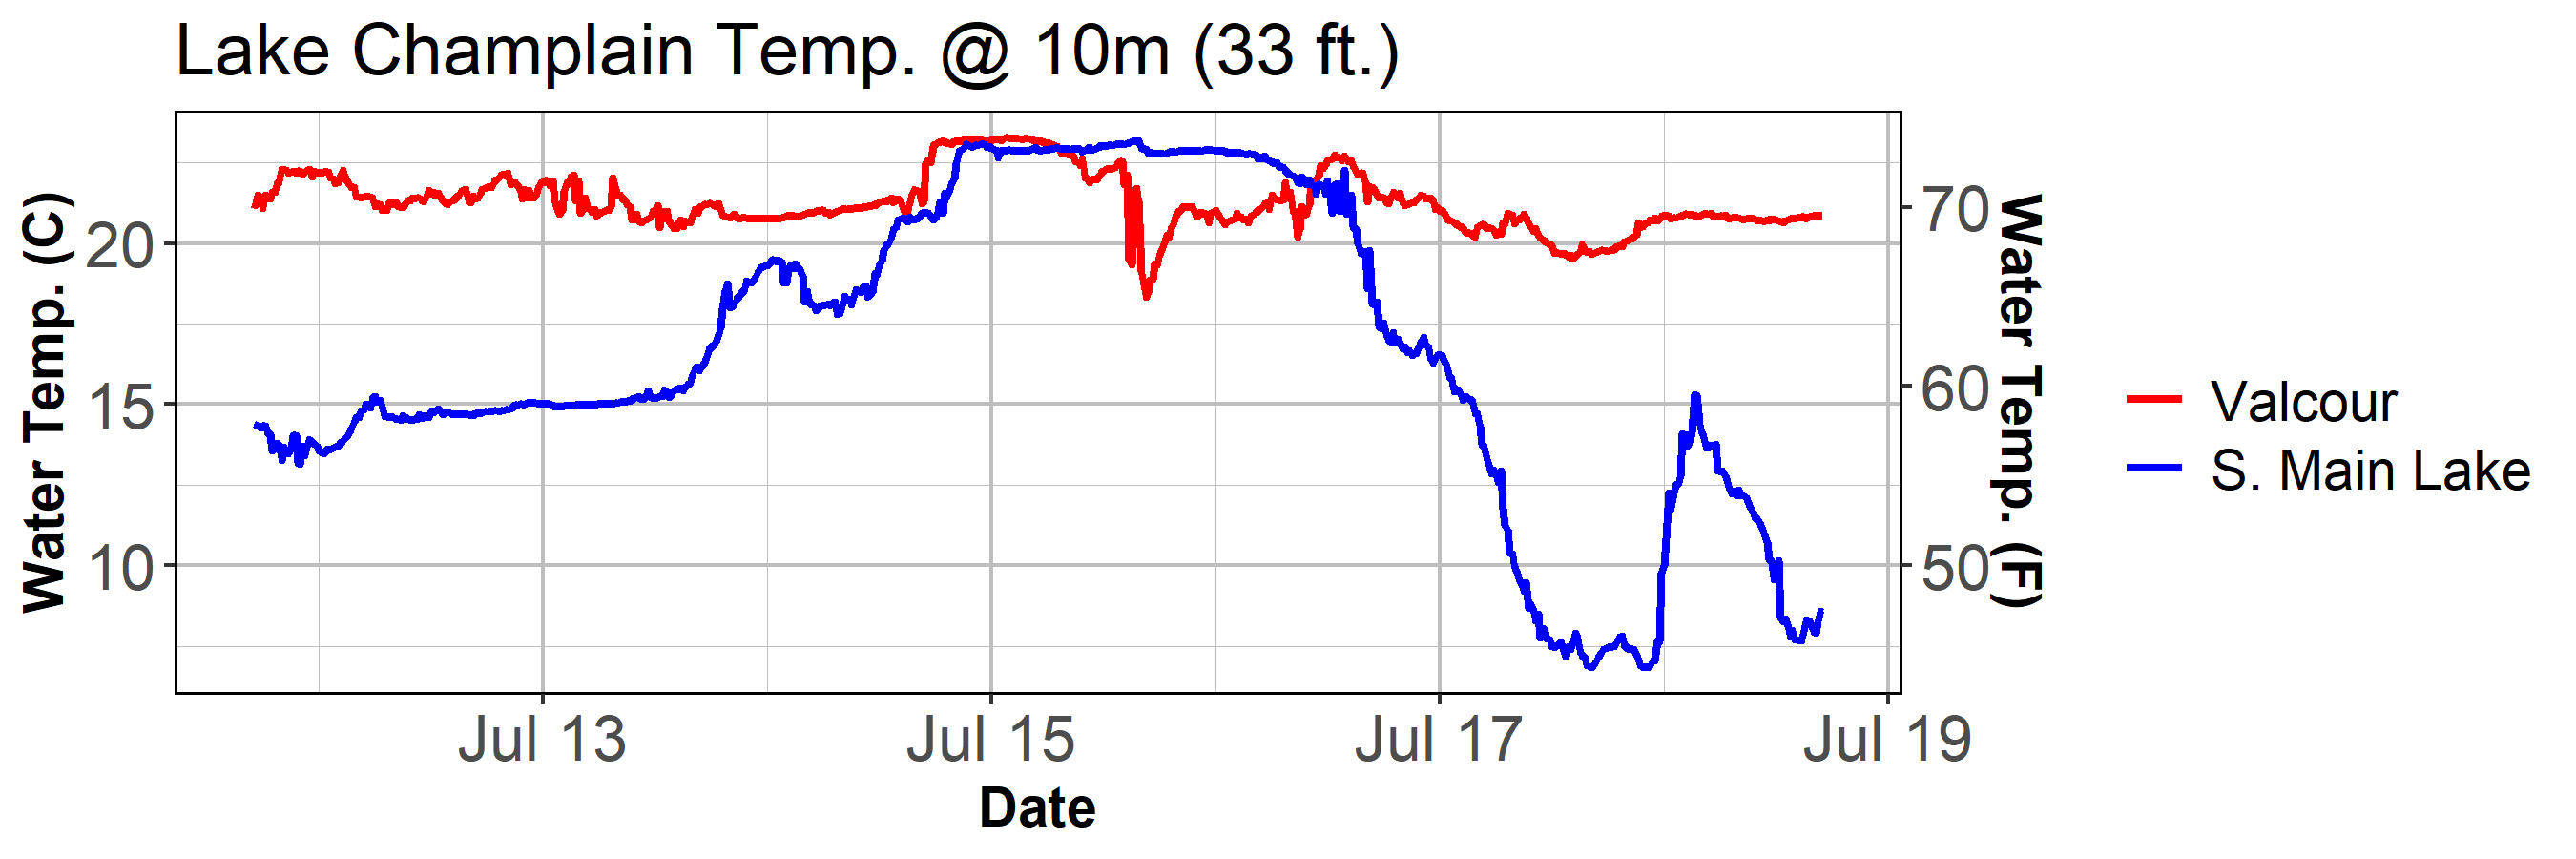 Lake Champlain Temp. @ 10m (33 ft.)
Water Temp. (C)
20
15
10
70
60
50
Water Temp. (F)
Valcour
S. Main Lake
Jul 13
Jul 15
Jul 17
Jul 19
Date